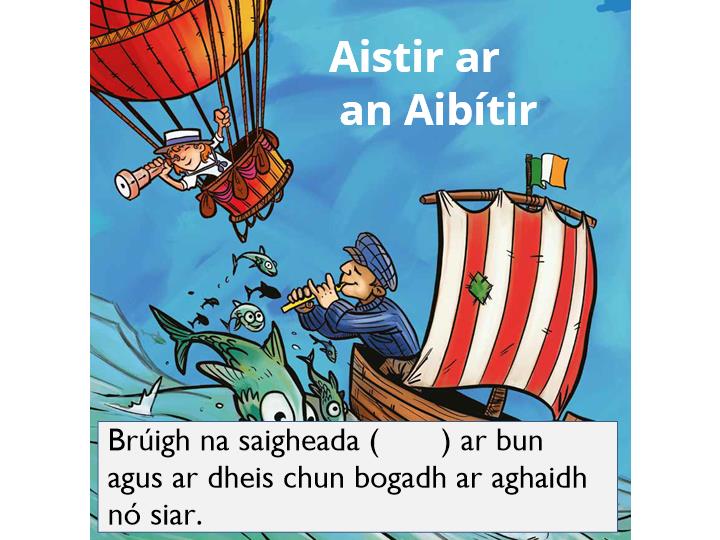 Aistir ar
an Aibítir
Brúigh na saigheada (      ) ar bun
agus ar dheis chun bogadh ar aghaidh
nó siar.